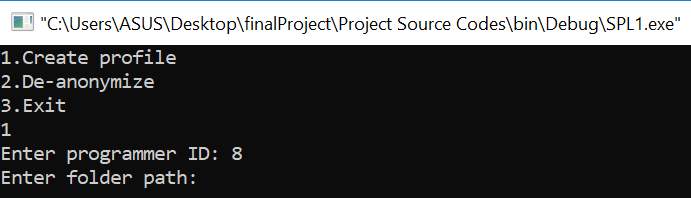 "C:\Users\ASUS\Desktop\finalProject\Project Source Codes\bin\Debug\SPL1.exe"
1.Create profile
2.De-anonymize
3.Exit
1
Enter programmer ID: 8
Enter folder path: